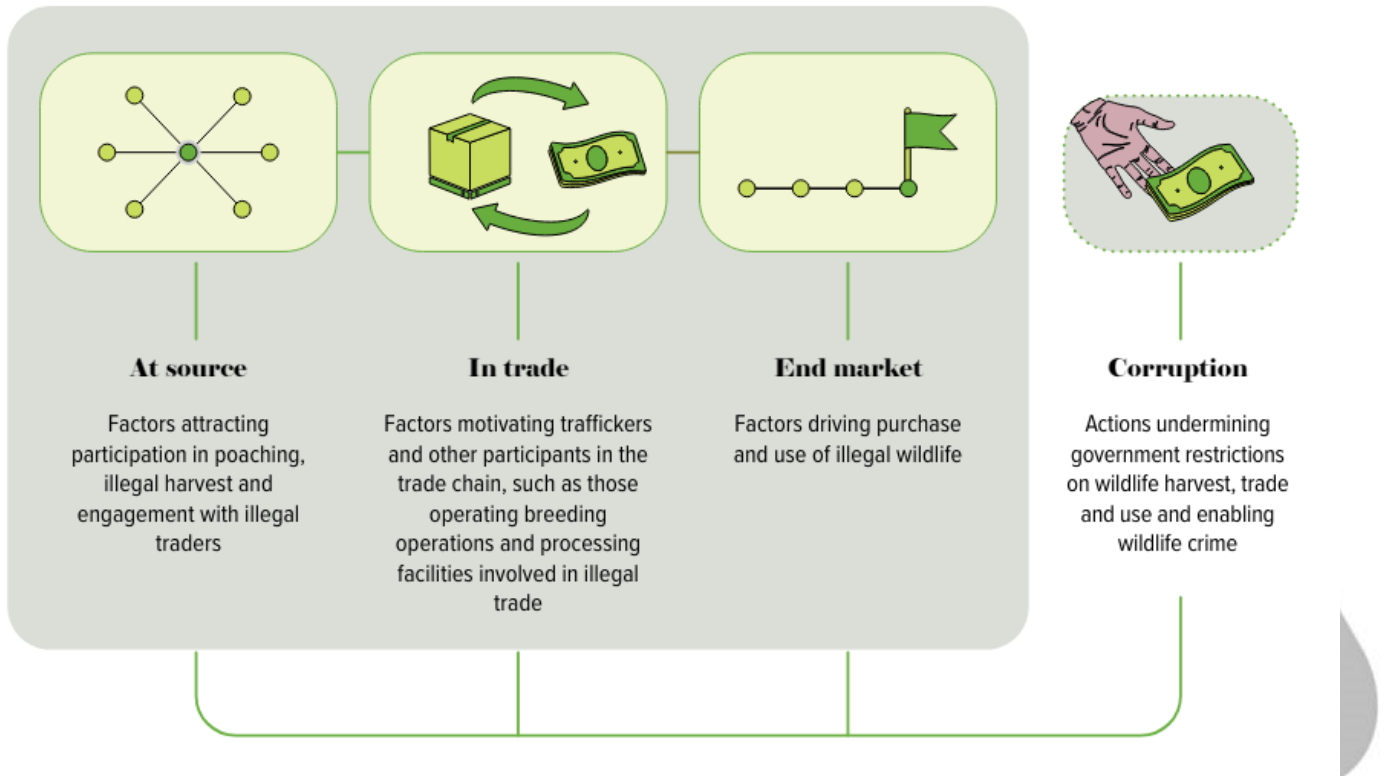 At source
Factors attracting
participation in poaching,
illegal harvest and
engagement with illegal
traders
In trade
Factors motivating traffickers
and other participants in the
trade chain, such as those
operating breeding
operations and processing
facilities involved in illegal
trade
End market
Factors driving purchase
and use of illegal wildlife
Corruption
Actions undermining
government restrictions
on wildlife harvest, trade
and use and enabling
wildlife crime